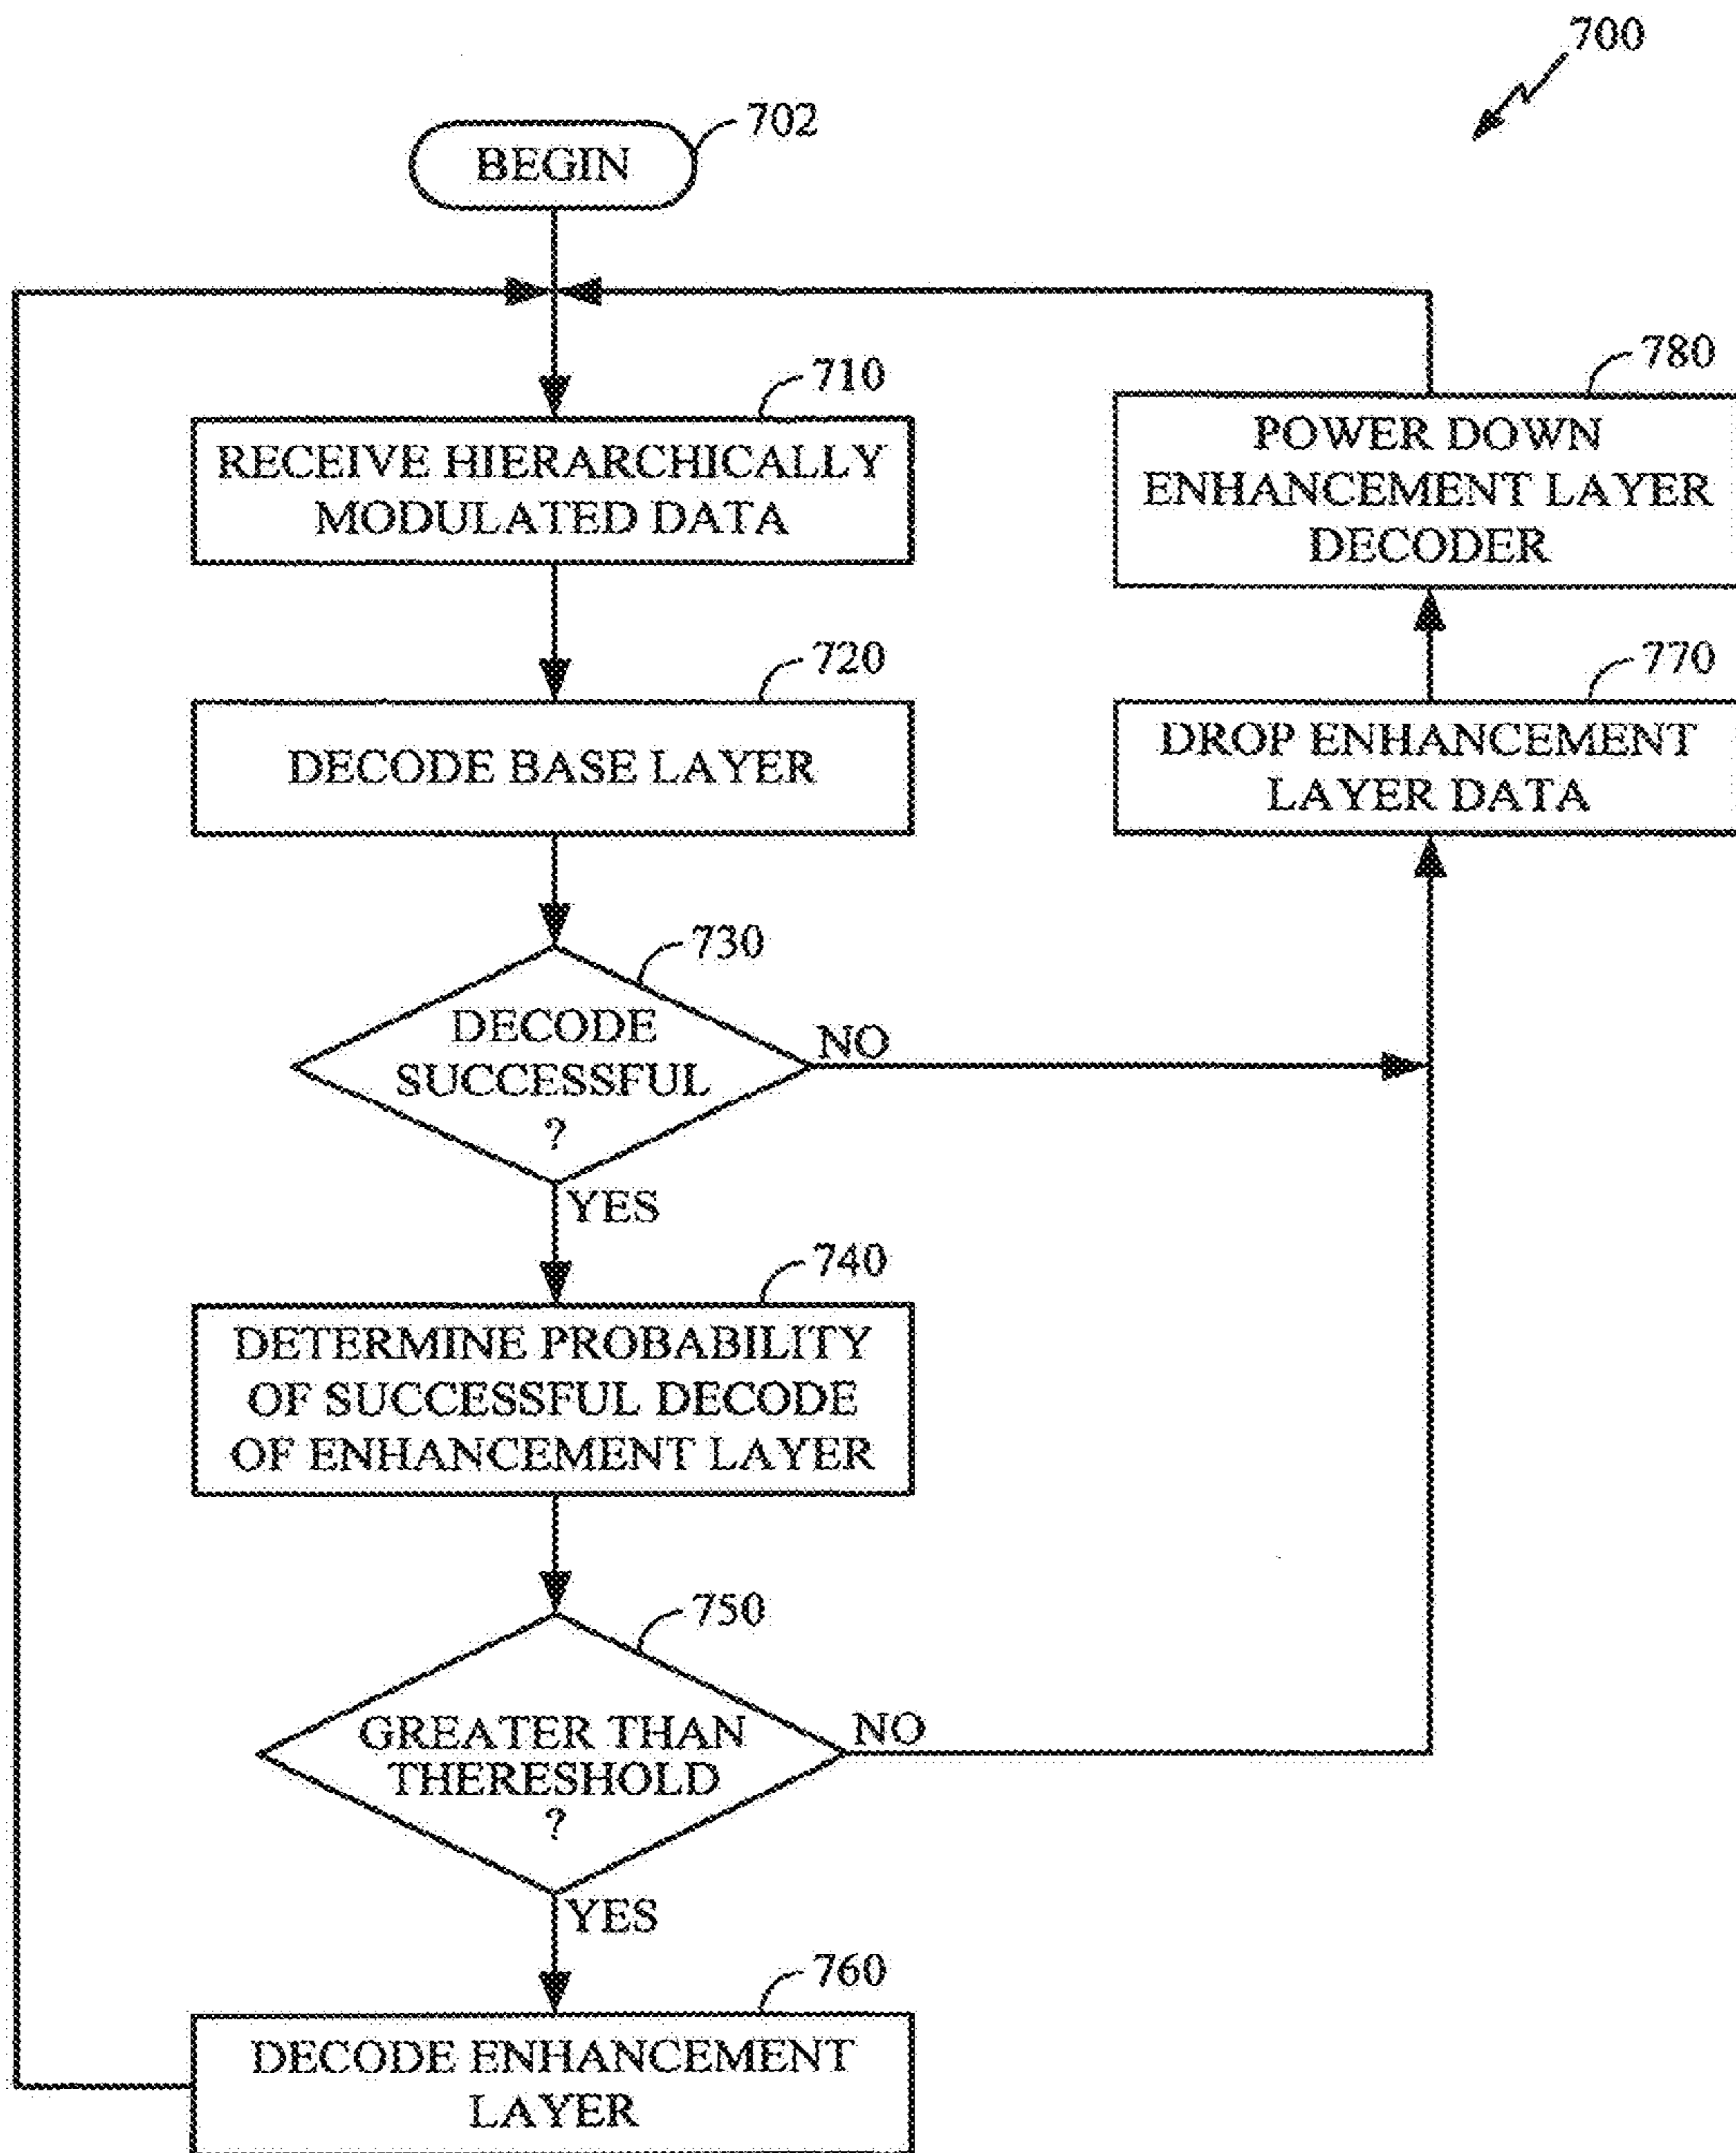 700
702
BEGIN
710
RECEIVE HIERARCHICALLY
MODULATED DATA
720
DECODE BASE LAYER
730
DECODE
SUCCESSFUL
?
NO
YES
740
DETERMINE PROBABILITY
OF SUCCESSFUL DECODE
OF ENHANCEMENT LAYER
750
GREATER THAN
THERESHOLD
?
NO
YES
760
DECODE ENHANCEMENT
LAYER
770
DROP ENHANCEMENT
LAYER DATA
780
POWER DOWN
ENHANCEMENT LAYER
DECODER